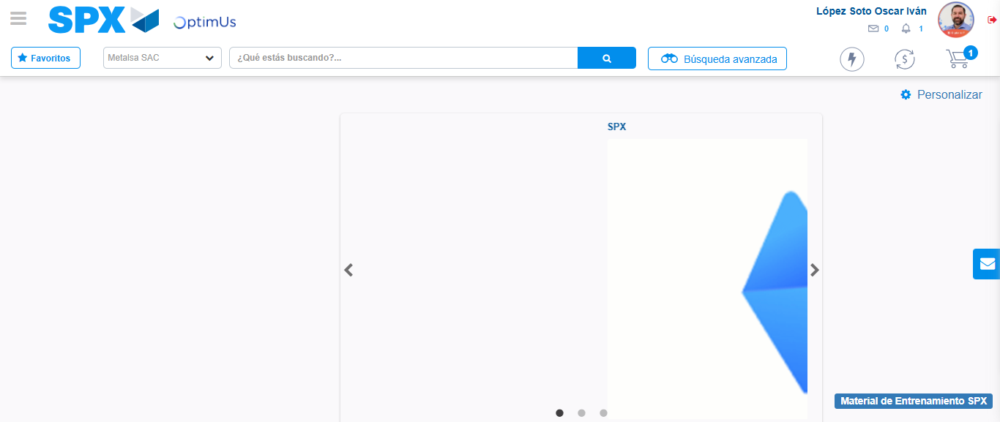 SPX
OptimUs
López Soto Oscar Iván
0
1
Favoritos
Metalsa SAC
¿Qué estás buscando?...
Búsqueda avanzada
$
1
Personalizar
SPX
Material de Entrenamiento SPX